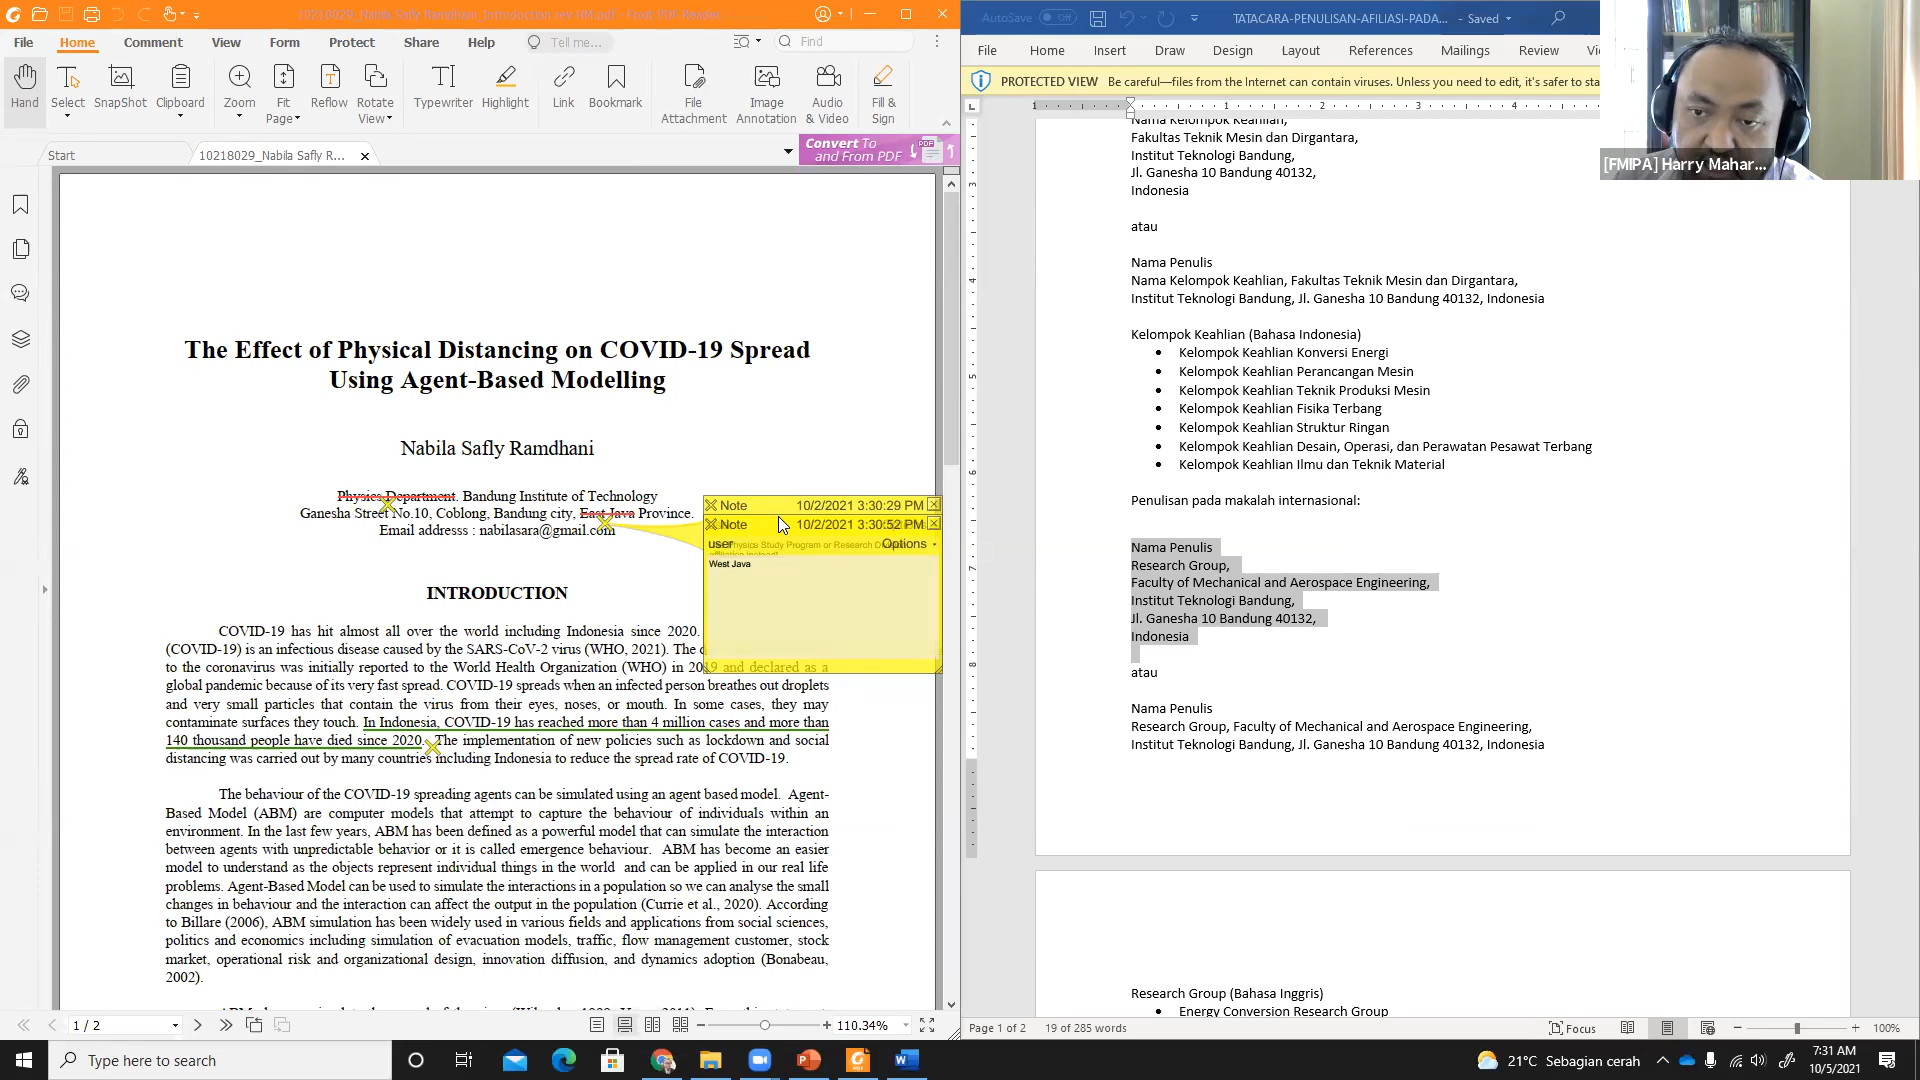 10218029_Nabila Safly Ramdhani_Introduction rev HM.pdf - Foxit PDF Reader
File Home Comment View Form Protect Share Help Tell me... Find
Hand Select SnapShot Clipboard Zoom Fit Page Reflow Rotate View Typewriter Highlight Link Bookmark File Attachment Image Annotation Audio & Video Fill & Sign
Start
10218029_Nabila Safly R...
Convert To and From PDF
PDF
The Effect of Physical Distancing on COVID-19 Spread
Using Agent-Based Modelling
Nabila Safly Ramdhani
Physics Department. Bandung Institute of Technology
Ganesha Street No.10, Coblong, Bandung city, East Java Province.
Email addresss : nabilasara@gmail.com
Note 10/2/2021 3:30:29 PM
Note 10/2/2021 3:30:52 PM
user Options
West Java
INTRODUCTION
COVID-19 has hit almost all over the world including Indonesia since 2020.
(COVID-19) is an infectious disease caused by the SARS-CoV-2 virus (WHO, 2021). The
to the coronavirus was initially reported to the World Health Organization (WHO) in 2019 and declared as a
global pandemic because of its very fast spread. COVID-19 spreads when an infected person breathes out droplets
and very small particles that contain the virus from their eyes, noses, or mouth. In some cases, they may
contaminate surfaces they touch. In Indonesia, COVID-19 has reached more than 4 million cases and more than
140 thousand people have died since 2020. The implementation of new policies such as lockdown and social
distancing was carried out by many countries including Indonesia to reduce the spread rate of COVID-19.
The behaviour of the COVID-19 spreading agents can be simulated using an agent based model. Agent-
Based Model (ABM) are computer models that attempt to capture the behaviour of individuals within an
environment. In the last few years, ABM has been defined as a powerful model that can simulate the interaction
between agents with unpredictable behavior or it is called emergence behaviour. ABM has become an easier
model to understand as the objects represent individual things in the world and can be applied in our real life
problems. Agent-Based Model can be used to simulate the interactions in a population so we can analyse the small
changes in behaviour and the interaction can affect the output in the population (Currie et al., 2020). According
to Billare (2006), ABM simulation has been widely used in various fields and applications from social sciences,
politics and economics including simulation of evacuation models, traffic, flow management customer, stock
market, operational risk and organizational design, innovation diffusion, and dynamics adoption (Bonabeau,
2002).
1 / 2
110.34%
AutoSave Off TATACARA-PENULISAN-AFILIASI-PADA... - Saved
File Home Insert Draw Design Layout References Mailings Review
PROTECTED VIEW Be careful—files from the Internet can contain viruses. Unless you need to edit, it's safer to sta
[FMIPA] Harry Mahar...
Nama Kelompok Keahlian,
Fakultas Teknik Mesin dan Dirgantara,
Institut Teknologi Bandung,
Jl. Ganesha 10 Bandung 40132,
Indonesia
atau
Nama Penulis
Nama Kelompok Keahlian, Fakultas Teknik Mesin dan Dirgantara,
Institut Teknologi Bandung, Jl. Ganesha 10 Bandung 40132, Indonesia
Kelompok Keahlian (Bahasa Indonesia)
• Kelompok Keahlian Konversi Energi
• Kelompok Keahlian Perancangan Mesin
• Kelompok Keahlian Teknik Produksi Mesin
• Kelompok Keahlian Fisika Terbang
• Kelompok Keahlian Struktur Ringan
• Kelompok Keahlian Desain, Operasi, dan Perawatan Pesawat Terbang
• Kelompok Keahlian Ilmu dan Teknik Material
Penulisan pada makalah internasional:
Nama Penulis
Research Group,
Faculty of Mechanical and Aerospace Engineering,
Institut Teknologi Bandung,
Jl. Ganesha 10 Bandung 40132,
Indonesia
atau
Nama Penulis
Research Group, Faculty of Mechanical and Aerospace Engineering,
Institut Teknologi Bandung, Jl. Ganesha 10 Bandung 40132, Indonesia
Research Group (Bahasa Inggris)
• Energy Conversion Research Group
Page 1 of 2 19 of 285 words Focus 100%
Type here to search
21°C Sebagian cerah
7:31 AM
10/5/2021